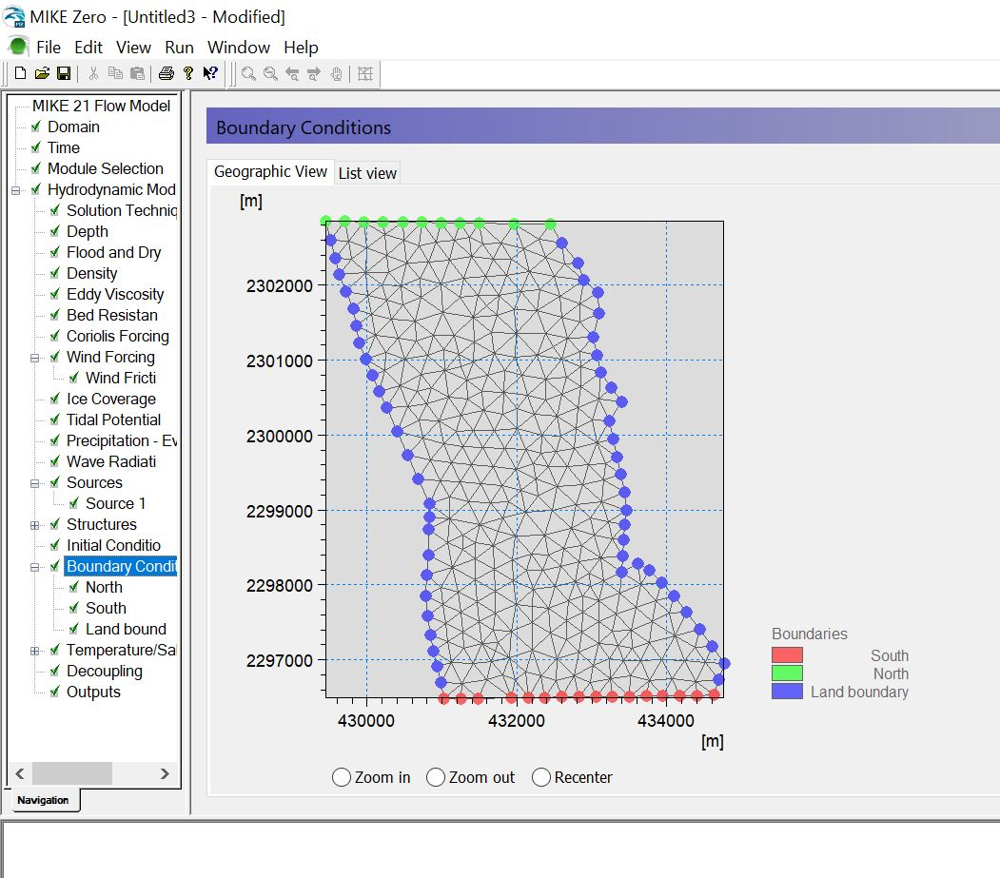 MIKE Zero - [Untitled3 - Modified]
File Edit View Run Window Help
MIKE 21 Flow Model
Domain
Time
Module Selection
Hydrodynamic Mod
Solution Techniq
Depth
Flood and Dry
Density
Eddy Viscosity
Bed Resistan
Coriolis Forcing
Wind Forcing
Wind Fricti
Ice Coverage
Tidal Potential
Precipitation - Ev
Wave Radiati
Sources
Source 1
Structures
Initial Conditio
Boundary Condit
North
South
Land bound
Temperature/Sal
Decoupling
Outputs
Navigation
Boundary Conditions
Geographic View List view
[m]
2302000
2301000
2300000
2299000
2298000
2297000
430000 432000 434000
[m]
Boundaries
South
North
Land boundary
Zoom in Zoom out Recenter